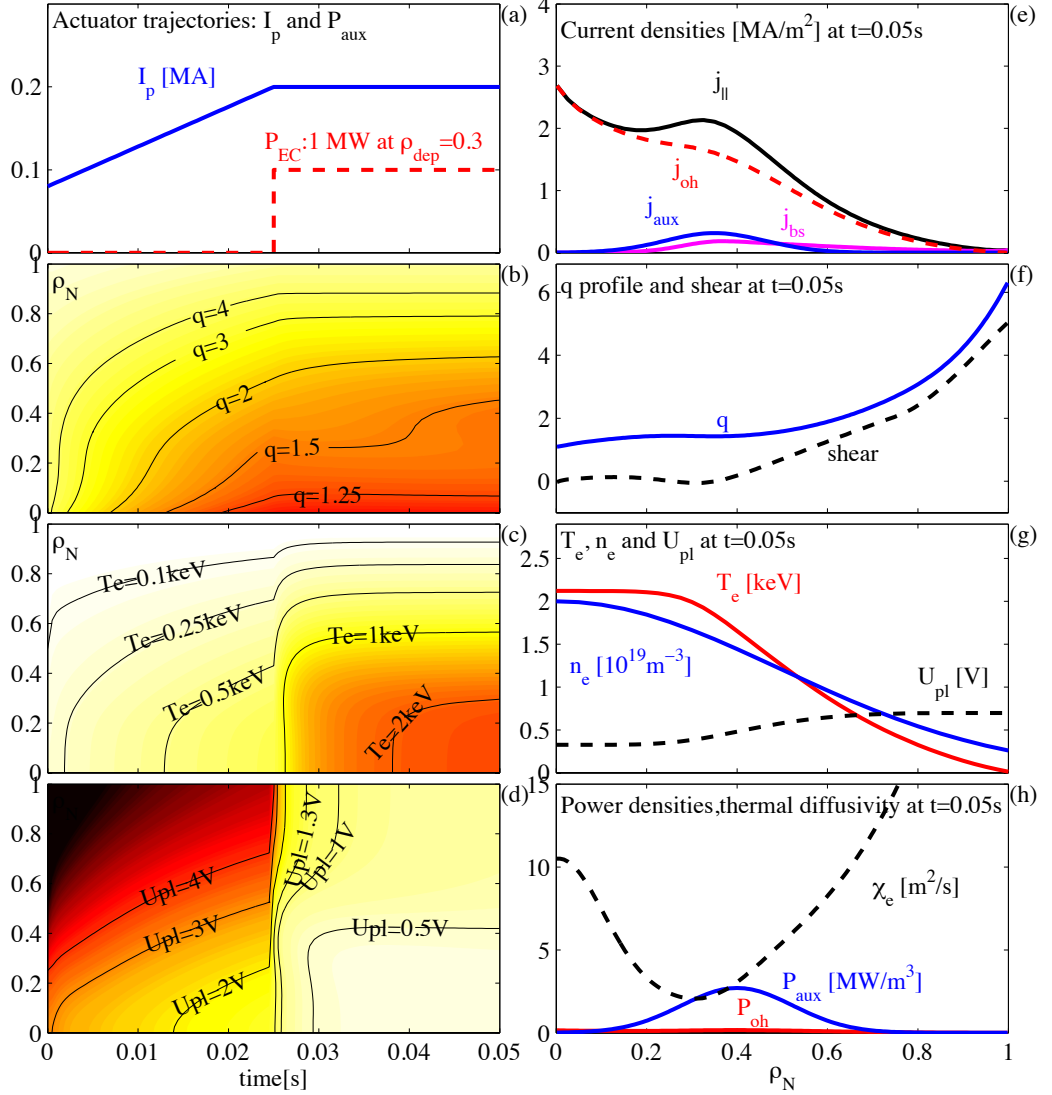 Actuator trajectories: I_p and P_aux
(a)
0.2
I_p [MA]
P_EC:1 MW at ρ_dep=0.3
0.1
0
(b)
1
ρ_N
0.8
0.6
0.4
0.2
0
q=4
q=3
q=2
q=1.5
q=1.25
(c)
1
ρ_N
0.8
0.6
0.4
0.2
0
Te=0.1keV
Te=0.25keV
Te=0.5keV
Te=1keV
Te=2keV
(d)
1
0.8
0.6
0.4
0.2
0
Upl=4V
Upl=3V
Upl=2V
Upl=1.3V
Upl=1V
Upl=0.5V
0 0.01 0.02 0.03 0.04 0.05
time[s]
(e)
Current densities [MA/m²] at t=0.05s
4
3
2
1
0
j_||
j_oh
j_aux
j_bs
(f)
q profile and shear at t=0.05s
6
4
2
0
q
shear
(g)
T_e, n_e and U_pl at t=0.05s
2.5
2
1.5
1
0.5
0
T_e [keV]
n_e [10¹⁹m⁻³]
U_pl [V]
(h)
Power densities,thermal diffusivity at t=0.05s
15
10
5
0
χ_e [m²/s]
P_aux [MW/m³]
P_oh
0 0.2 0.4 0.6 0.8 1
ρ_N